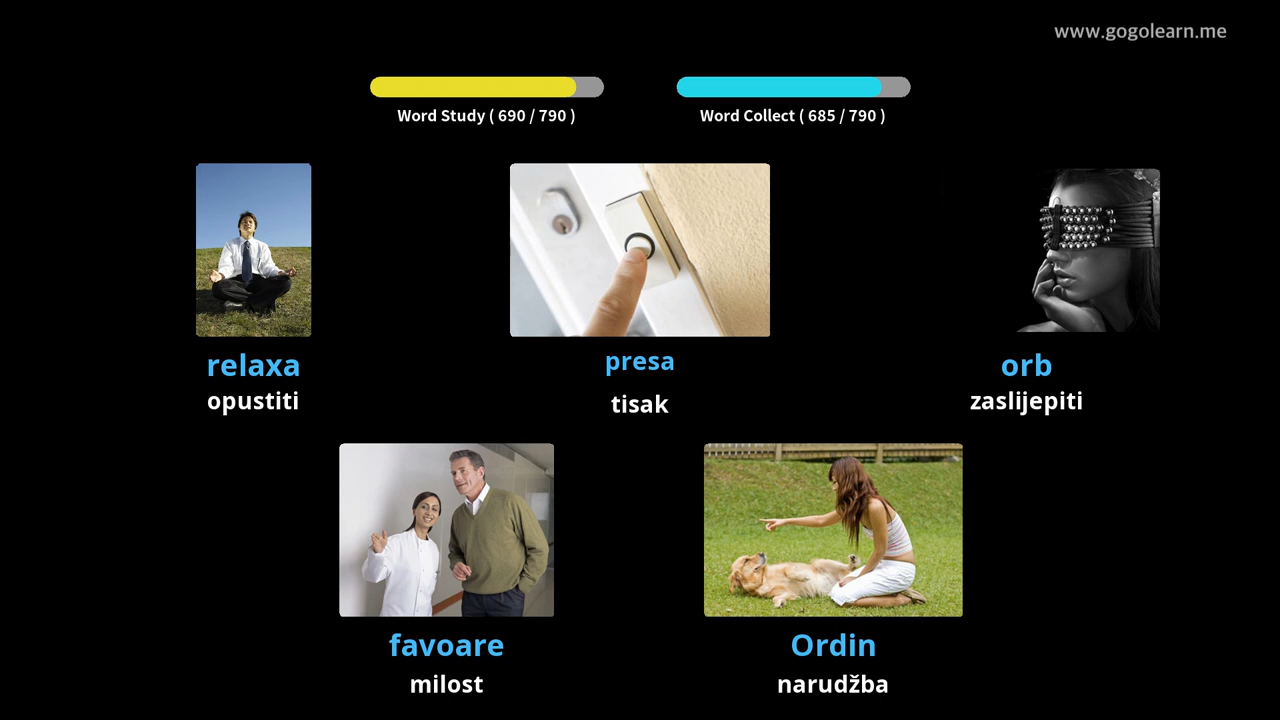 www.gogolearn.me
Word Study ( 690 / 790 )
Word Collect ( 685 / 790 )
relaxa
opustiti
presa
tisak
orb
zaslijepiti
favoare
milost
Ordin
narudžba